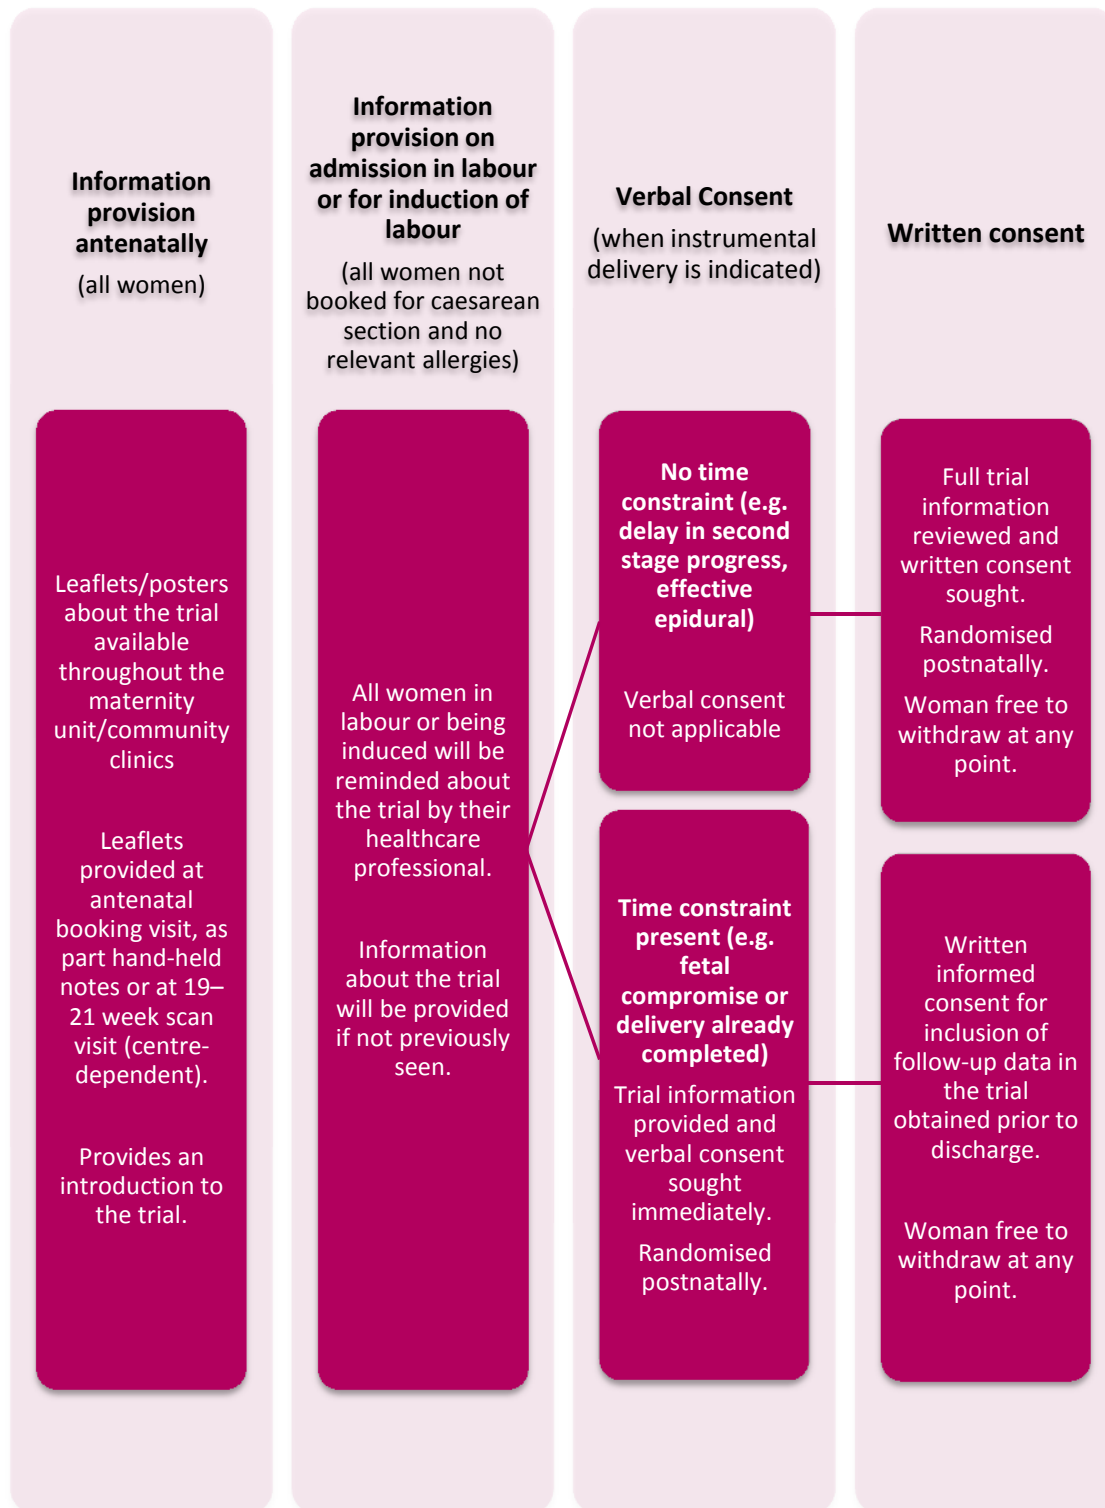 Information
provision
antenatally
(all women)
Leaflets/posters
about the trial
available
throughout the
maternity
unit/community
clinics
Leaflets
provided at
antenatal
booking visit, as
part hand-held
notes or at 19–
21 week scan
visit (centre-
dependent).
Provides an
introduction to
the trial.
Information
provision on
admission in labour
or for induction of
labour
(all women not
booked for caesarean
section and no
relevant allergies)
All women in
labour or being
induced will be
reminded about
the trial by their
healthcare
professional.
Information
about the trial
will be provided
if not previously
seen.
Verbal Consent
(when instrumental
delivery is indicated)
No time
constraint (e.g.
delay in second
stage progress,
effective
epidural)
Verbal consent
not applicable
Time constraint
present (e.g.
fetal
compromise or
delivery already
completed)
Trial information
provided and
verbal consent
sought
immediately.
Randomised
postnatally.
Written consent
Full trial
information
reviewed and
written consent
sought.
Randomised
postnatally.
Woman free to
withdraw at any
point.
Written
informed
consent for
inclusion of
follow-up data in
the trial
obtained prior to
discharge.
Woman free to
withdraw at any
point.